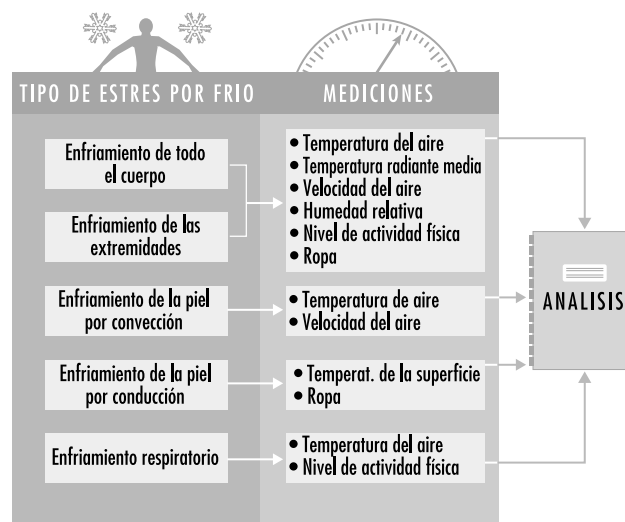 TIPO DE ESTRES POR FRIO
MEDICIONES
Enfriamiento de todo
el cuerpo
Enfriamiento de las
extremidades
• Temperatura del aire
• Temperatura radiante media
• Velocidad del aire
• Humedad relativa
• Nivel de actividad física
• Ropa
Enfriamiento de la piel
por convección
• Temperatura de aire
• Velocidad del aire
Enfriamiento de la piel
por conducción
• Temperat. de la superficie
• Ropa
Enfriamiento respiratorio
• Temperatura del aire
• Nivel de actividad física
ANALISIS